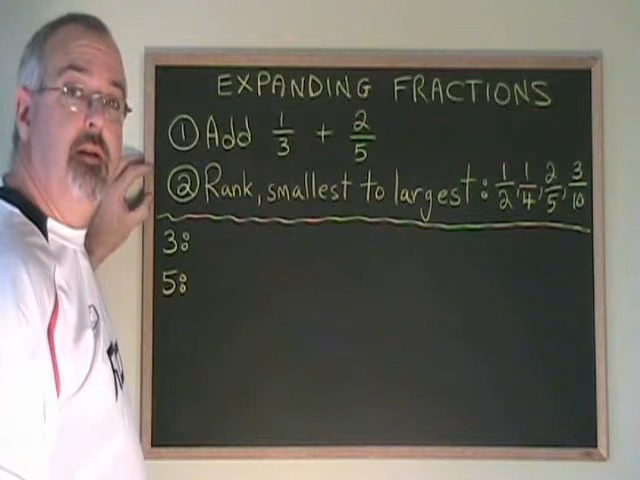 EXPANDING FRACTIONS
① Add 1/3 + 2/5
② Rank, smallest to largest: 1/2, 1/4, 2/5, 3/10
3:
5: